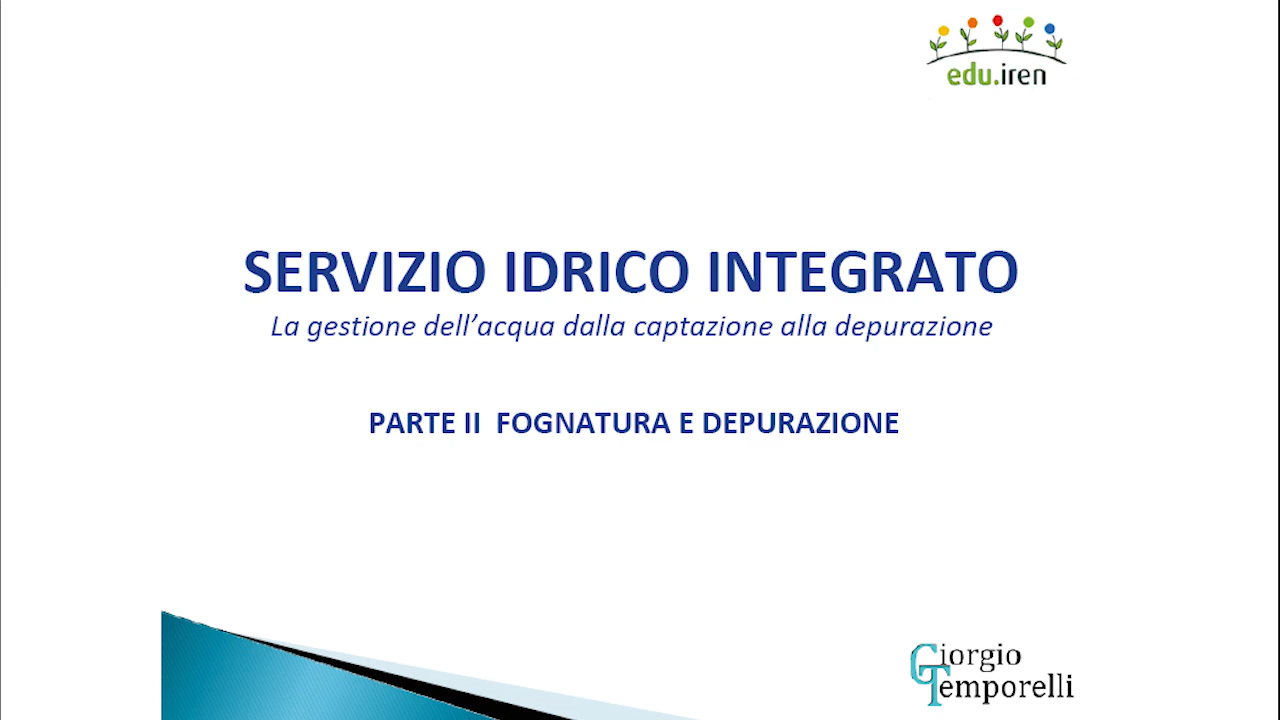 edu.iren
SERVIZIO IDRICO INTEGRATO
La gestione dell’acqua dalla captazione alla depurazione
PARTE II  FOGNATURA E DEPURAZIONE
Giorgio
Temporelli